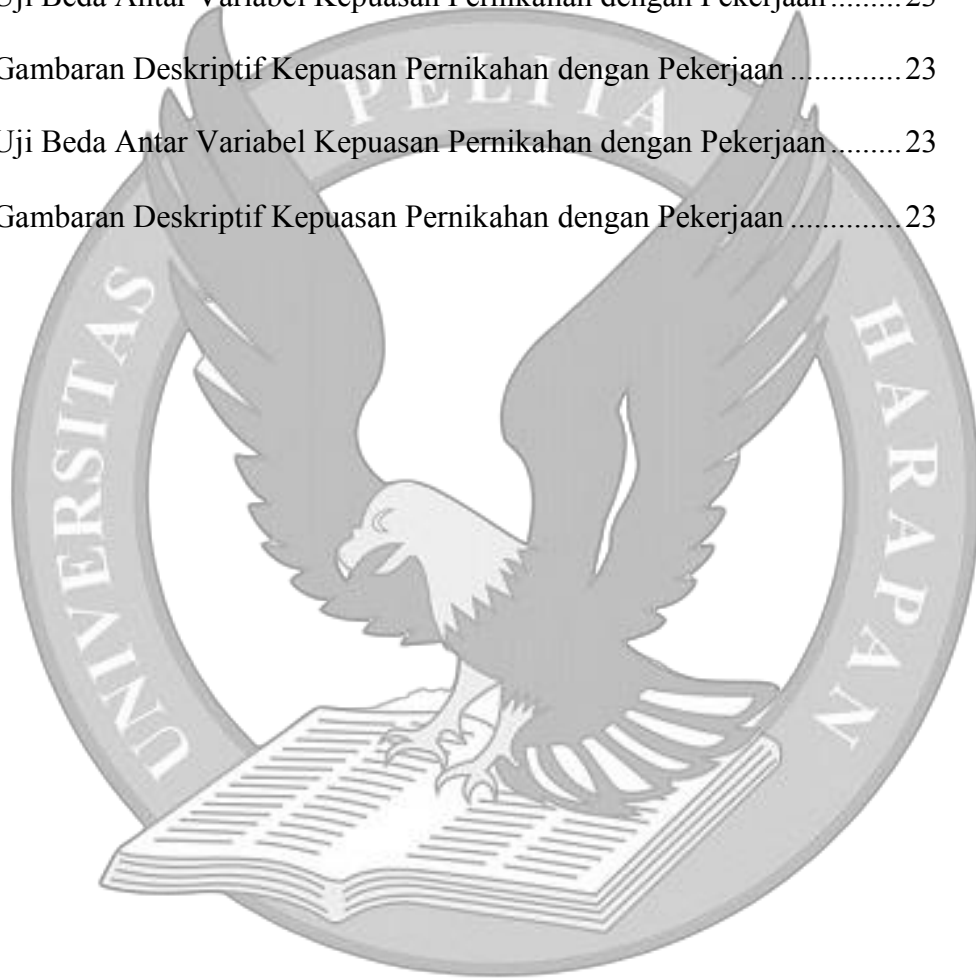 Uji Beda Antar Variabel Kepuasan Pernikahan dengan Pekerjaan.........23
Gambaran Deskriptif Kepuasan Pernikahan dengan Pekerjaan ..............23
Uji Beda Antar Variabel Kepuasan Pernikahan dengan Pekerjaan.........23
Gambaran Deskriptif Kepuasan Pernikahan dengan Pekerjaan ..............23
UNIVERSITAS PELITA HARAPAN